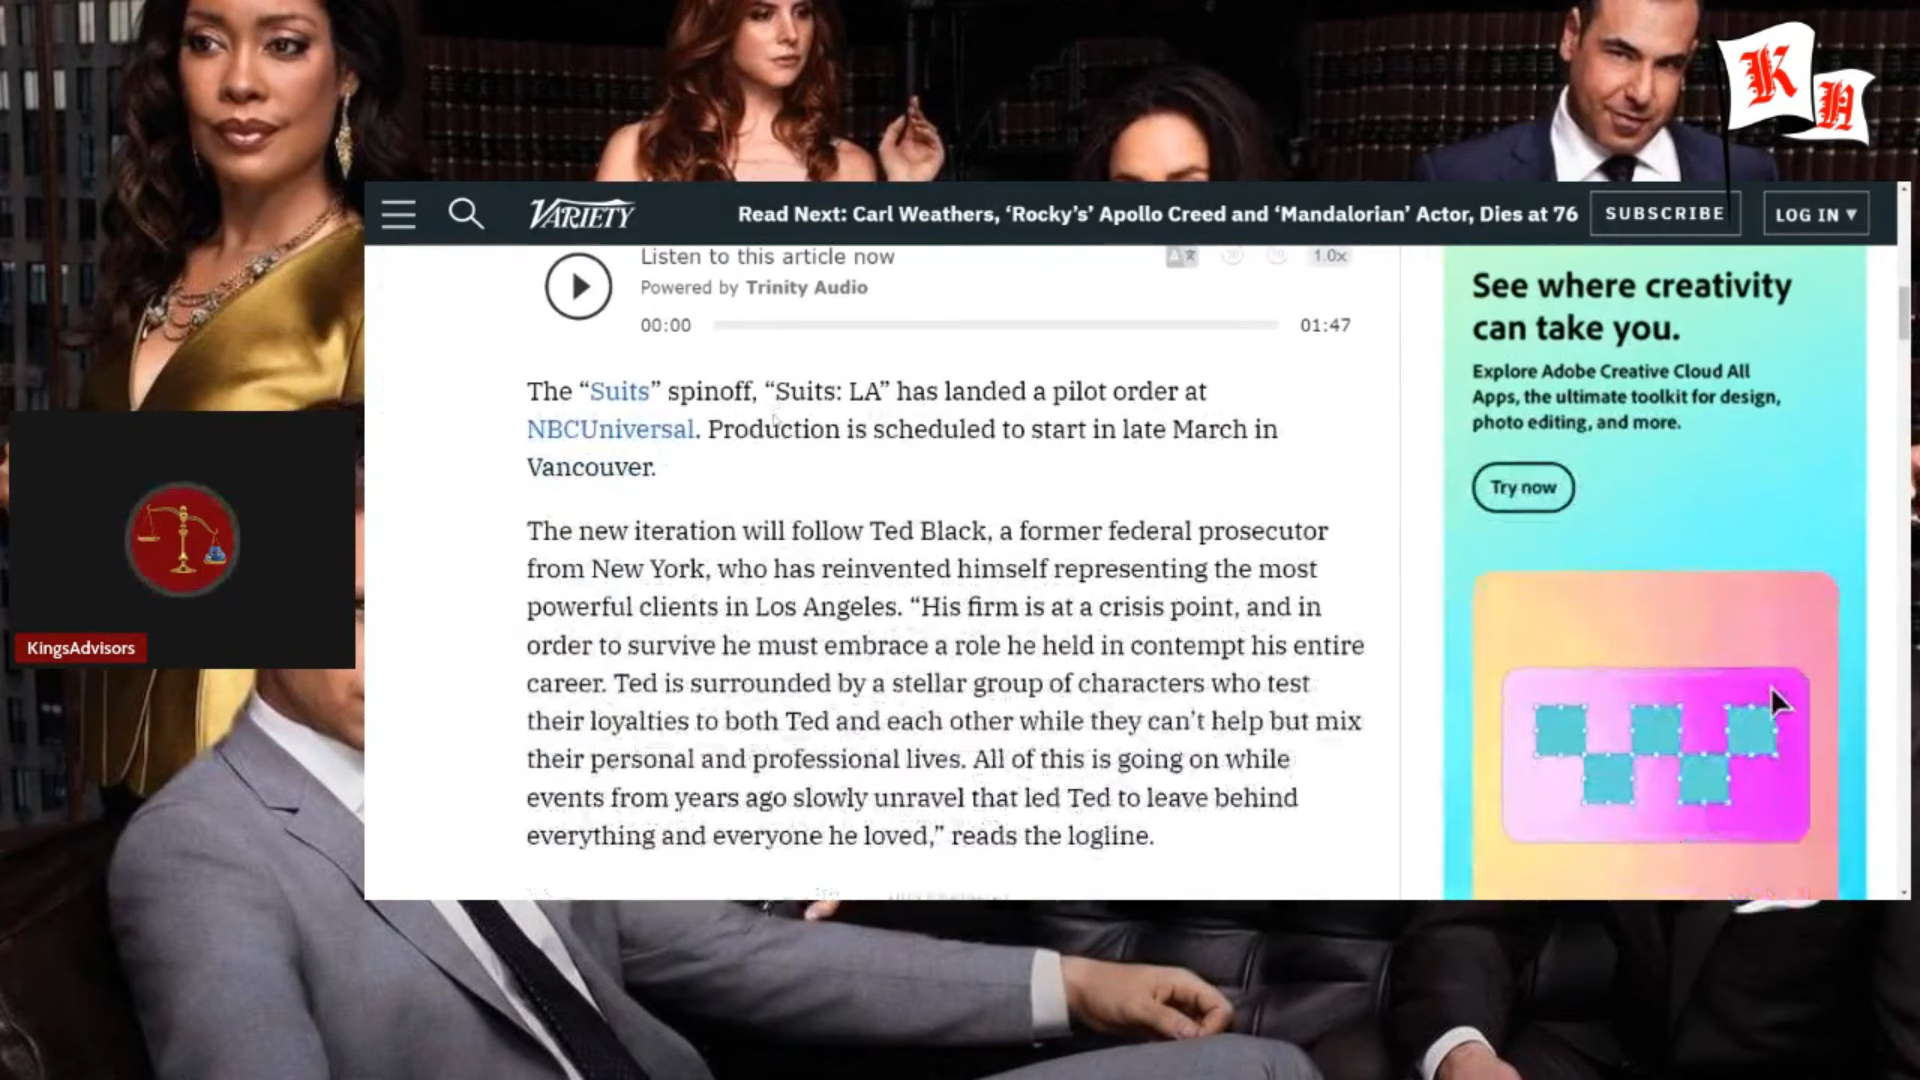 K
H
VARIETY
Read Next: Carl Weathers, ‘Rocky’s’ Apollo Creed and ‘Mandalorian’ Actor, Dies at 76
SUBSCRIBE
LOG IN ▾
Listen to this article now
1.0x
Powered by Trinity Audio
00:00
01:47
The “Suits” spinoff, “Suits: LA” has landed a pilot order at
NBCUniversal. Production is scheduled to start in late March in
Vancouver.
The new iteration will follow Ted Black, a former federal prosecutor
from New York, who has reinvented himself representing the most
powerful clients in Los Angeles. “His firm is at a crisis point, and in
order to survive he must embrace a role he held in contempt his entire
career. Ted is surrounded by a stellar group of characters who test
their loyalties to both Ted and each other while they can’t help but mix
their personal and professional lives. All of this is going on while
events from years ago slowly unravel that led Ted to leave behind
everything and everyone he loved,” reads the logline.
See where creativity
can take you.
Explore Adobe Creative Cloud All
Apps, the ultimate toolkit for design,
photo editing, and more.
Try now
KingsAdvisors